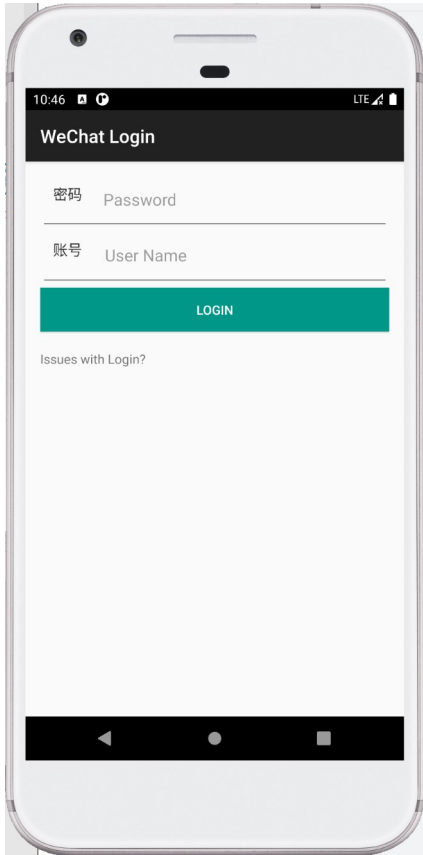 10:46 LTE
WeChat Login
密码 Password
账号 User Name
LOGIN
Issues with Login?